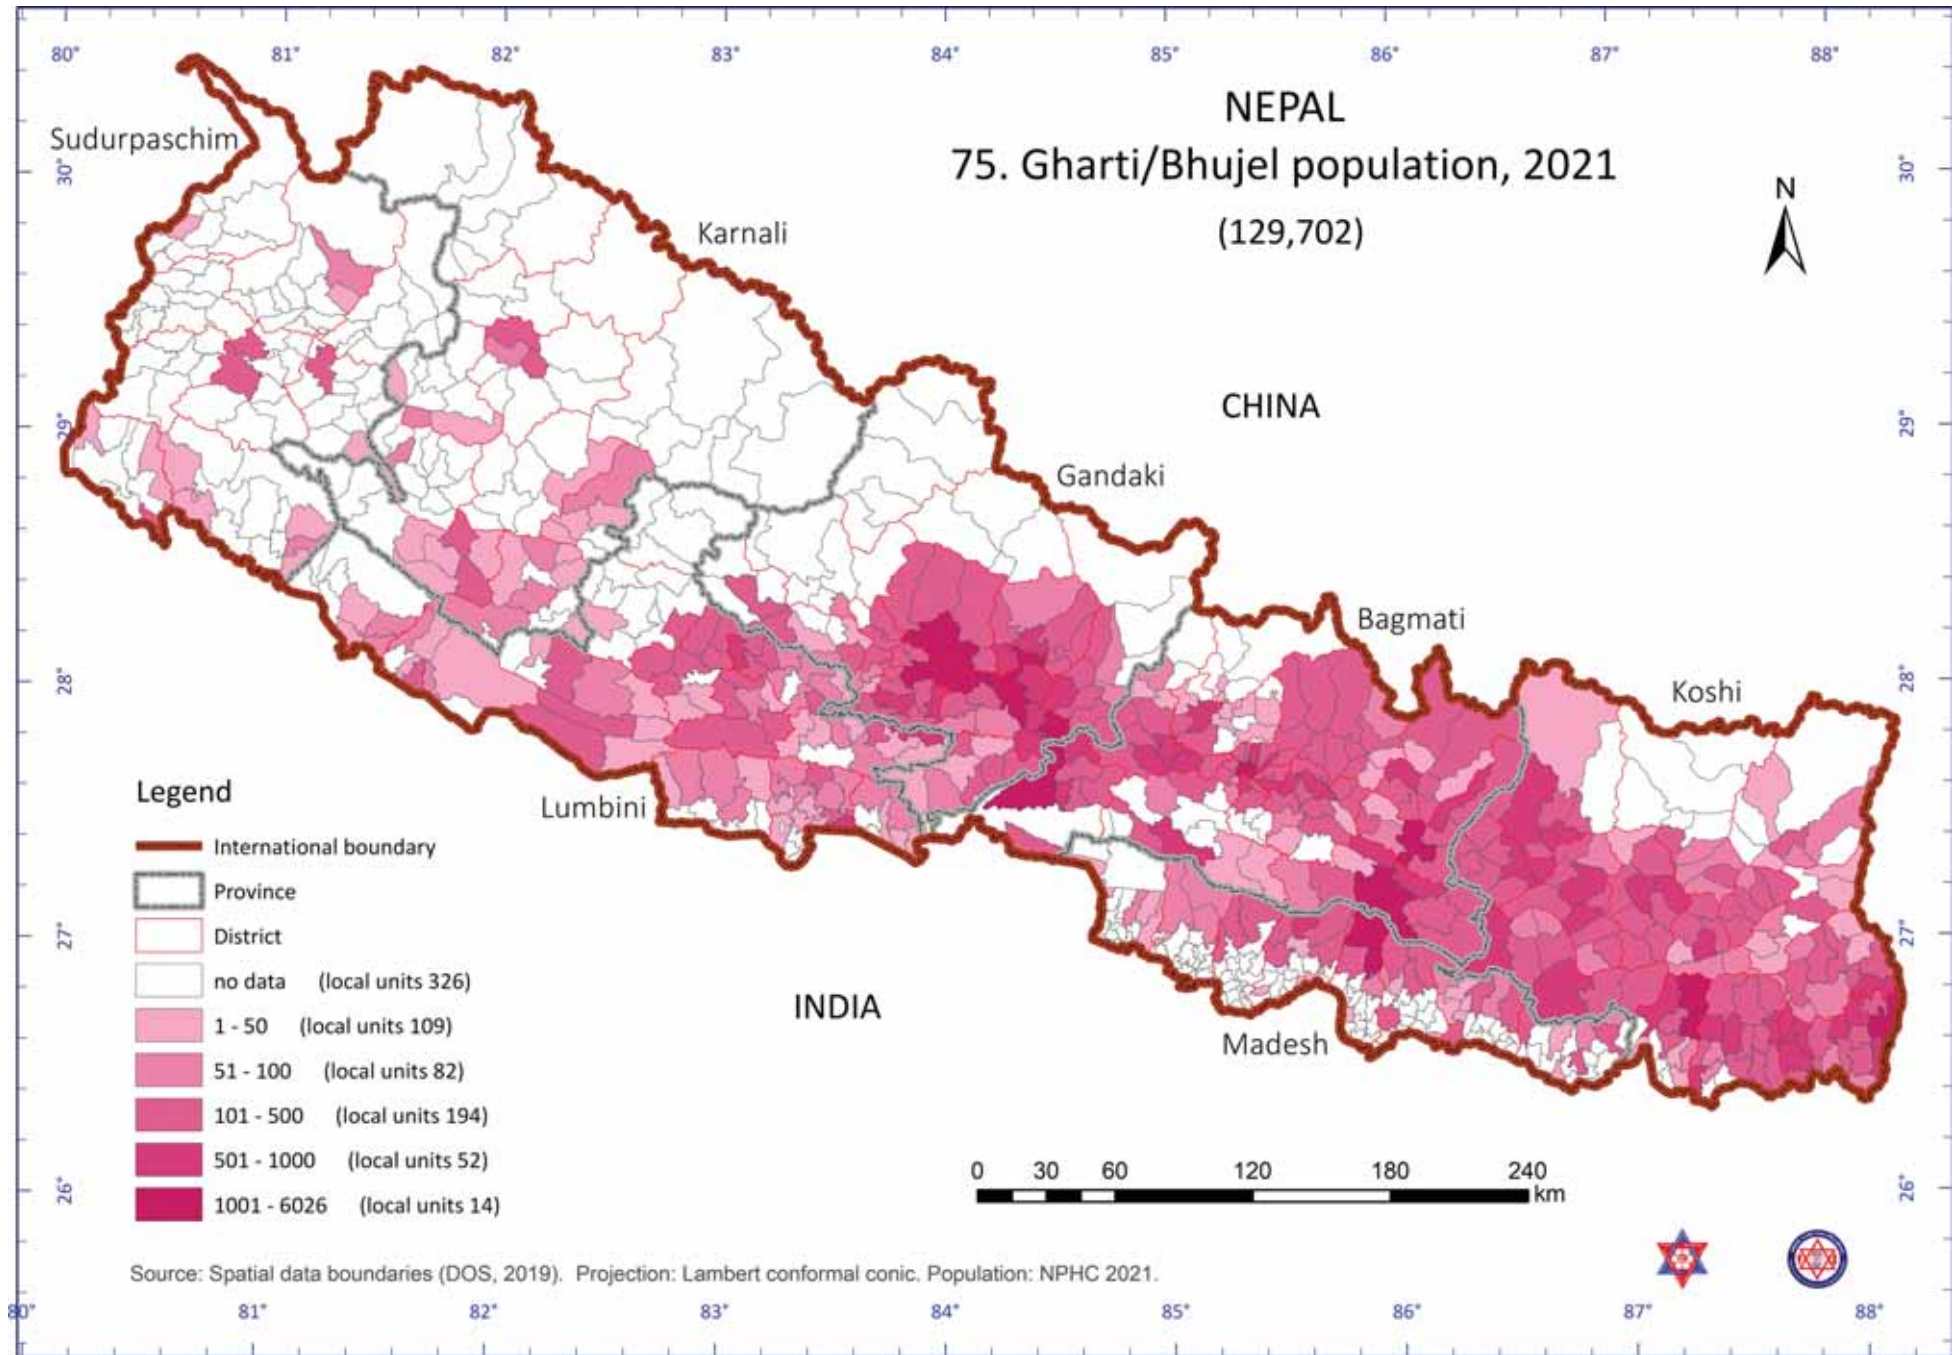 80° 81° 82° 83° 84° 85° 86° 87° 88°
NEPAL
75. Gharti/Bhujel population, 2021
(129,702)
N
Sudurpaschim
30° 30°
Karnali
CHINA
29° 29°
Gandaki
Bagmati
28° 28°
Koshi
Lumbini
Legend
International boundary
Province
District
no data (local units 326)
1 - 50 (local units 109)
51 - 100 (local units 82)
101 - 500 (local units 194)
501 - 1000 (local units 52)
1001 - 6026 (local units 14)
27° 27°
INDIA
Madesh
26° 26°
0 30 60 120 180 240
km
Source: Spatial data boundaries (DOS, 2019). Projection: Lambert conformal conic. Population: NPHC 2021.
80° 81° 82° 83° 84° 85° 86° 87° 88°